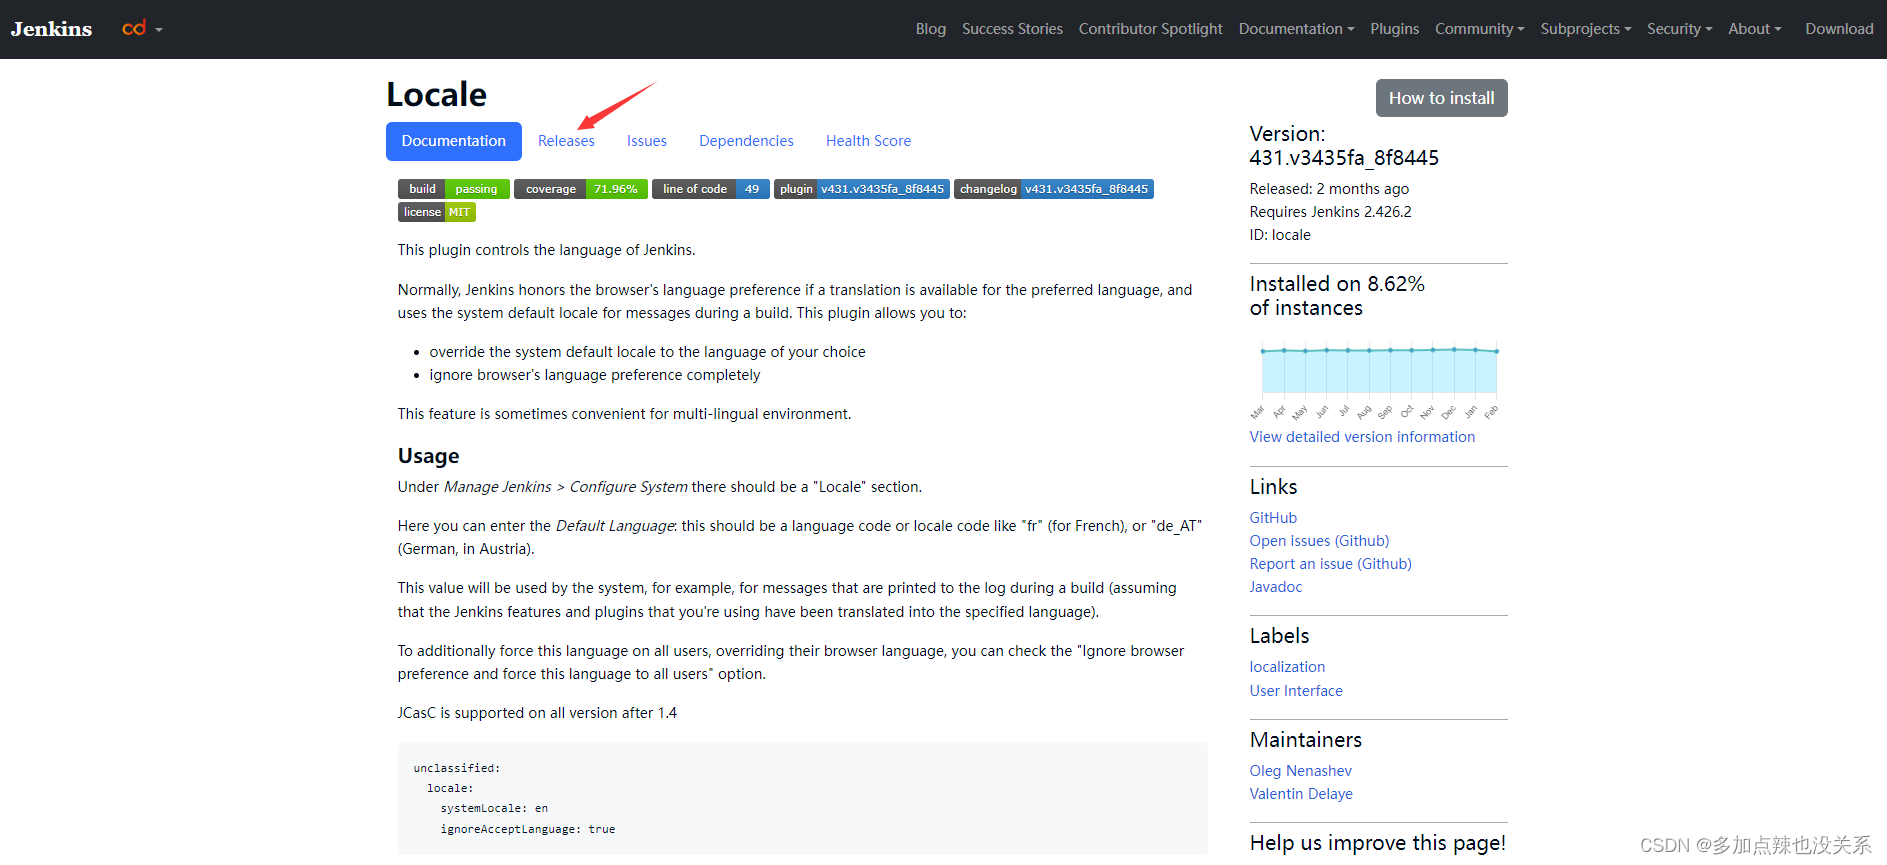 Jenkins cd Blog Success Stories Contributor Spotlight Documentation Plugins Community Subprojects Security About Download
Locale
How to install
Documentation Releases Issues Dependencies Health Score
build passing coverage 71.96% line of code 49 plugin v431.v3435fa_8f8445 changelog v431.v3435fa_8f8445
license MIT
This plugin controls the language of Jenkins.
Normally, Jenkins honors the browser's language preference if a translation is available for the preferred language, and
uses the system default locale for messages during a build. This plugin allows you to:
• override the system default locale to the language of your choice
• ignore browser's language preference completely
This feature is sometimes convenient for multi-lingual environment.
Usage
Under Manage Jenkins > Configure System there should be a "Locale" section.
Here you can enter the Default Language: this should be a language code or locale code like "fr" (for French), or "de_AT"
(German, in Austria).
This value will be used by the system, for example, for messages that are printed to the log during a build (assuming
that the Jenkins features and plugins that you're using have been translated into the specified language).
To additionally force this language on all users, overriding their browser language, you can check the "Ignore browser
preference and force this language to all users" option.
JCasC is supported on all version after 1.4
unclassified:
locale:
systemLocale: en
ignoreAcceptLanguage: true
Version:
431.v3435fa_8f8445
Released: 2 months ago
Requires Jenkins 2.426.2
ID: locale
Installed on 8.62%
of instances
Mar Apr May Jun Jul Aug Sep Oct Nov Dec Jan Feb
View detailed version information
Links
GitHub
Open issues (Github)
Report an issue (Github)
Javadoc
Labels
localization
User Interface
Maintainers
Oleg Nenashev
Valentin Delaye
Help us improve this page!
CSDN @多加点辣也没关系